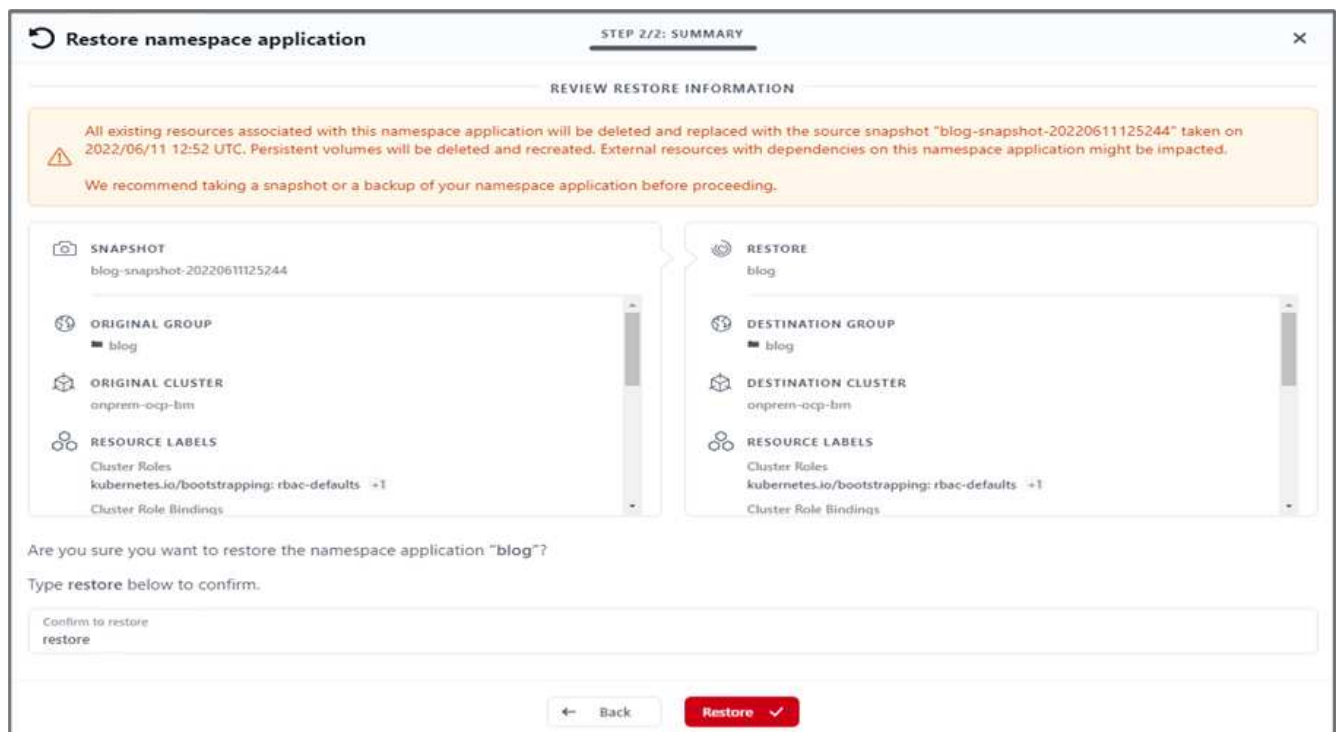 Restore namespace application
STEP 2/2: SUMMARY
REVIEW RESTORE INFORMATION
All existing resources associated with this namespace application will be deleted and replaced with the source snapshot "blog-snapshot-20220611125244" taken on
2022/06/11 12:52 UTC. Persistent volumes will be deleted and recreated. External resources with dependencies on this namespace application might be impacted.
We recommend taking a snapshot or a backup of your namespace application before proceeding.
SNAPSHOT
blog-snapshot-20220611125244
ORIGINAL GROUP
blog
ORIGINAL CLUSTER
onprem-ocp-bm
RESOURCE LABELS
Cluster Roles
kubernetes.io/bootstrapping: rbac-defaults +1
Cluster Role Bindings
RESTORE
blog
DESTINATION GROUP
blog
DESTINATION CLUSTER
onprem-ocp-bm
RESOURCE LABELS
Cluster Roles
kubernetes.io/bootstrapping: rbac-defaults +1
Cluster Role Bindings
Are you sure you want to restore the namespace application "blog"?
Type restore below to confirm.
Confirm to restore
restore
← Back
Restore ✓